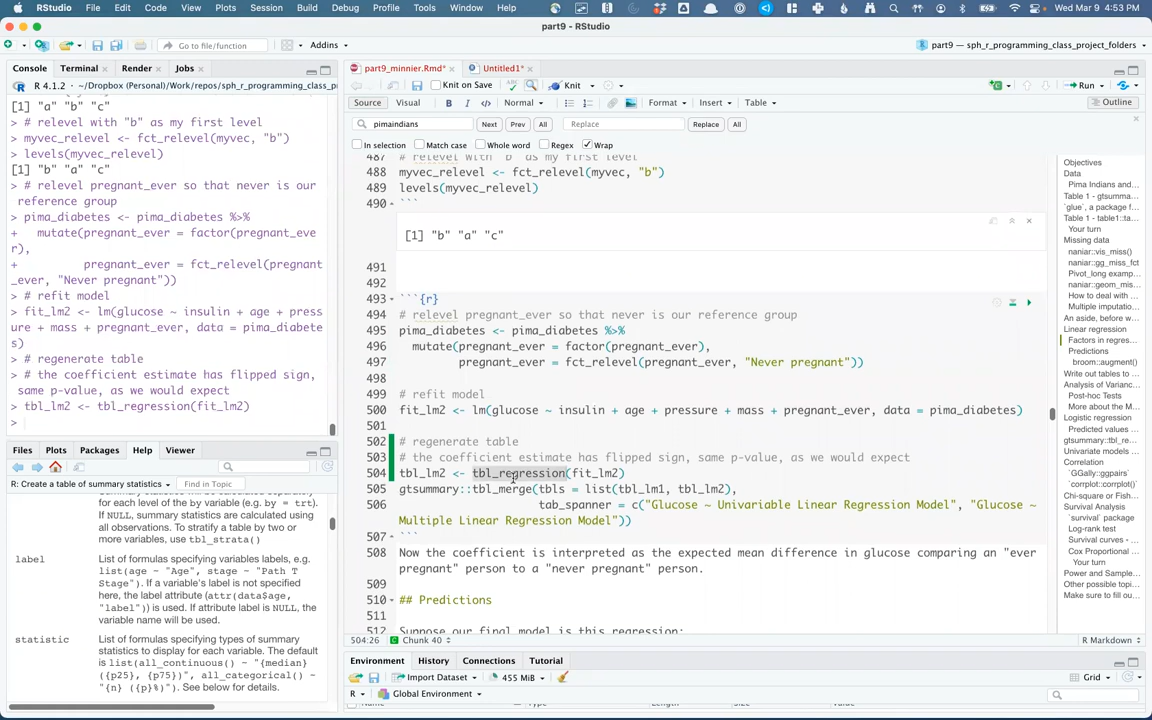 RStudio File Edit Code View Plots Session Build Debug Profile Tools Window Help Wed Mar 9 4:53 PM
part9 - RStudio
Go to file/function Addins part9 — sph_r_programming_class_project_folders
Console Terminal Render Jobs
R 4.1.2 · ~/Dropbox (Personal)/Work/repos/sph_r_programming_class_p
[1] "a" "b" "c"
> # relevel with "b" as my first level
> myvec_relevel <- fct_relevel(myvec, "b")
> levels(myvec_relevel)
[1] "b" "a" "c"
> # relevel pregnant_ever so that never is our
reference group
> pima_diabetes <- pima_diabetes %>%
+   mutate(pregnant_ever = factor(pregnant_eve
r),
+          pregnant_ever = fct_relevel(pregnant
_ever, "Never pregnant"))
> # refit model
> fit_lm2 <- lm(glucose ~ insulin + age + press
ure + mass + pregnant_ever, data = pima_diabete
s)
> # regenerate table
> # the coefficient estimate has flipped sign,
same p-value, as we would expect
> tbl_lm2 <- tbl_regression(fit_lm2)
>
Files Plots Packages Help Viewer
R: Create a table of summary statistics Find in Topic
summary statistics are calculated
separately for each level of the by variable (e.g. by = trt). If NULL, summary statistics are calculated using
all observations. To stratify a table by two or
more variables, use tbl_strata()
label List of formulas specifying variables labels, e.g.
list(age ~ "Age", stage ~ "Path T
Stage"). If a variable's label is not specified
here, the label attribute
(attr(data$age,
"label")) is used. If attribute label is NULL, the
variable name will be used.
statistic List of formulas specifying types of summary
statistics to display for each variable. The default
is list(all_continuous() ~ "{median}
({p25}, {p75})", all_categorical() ~
"{n} ({p}%)"). See below for details.
part9_minnier.Rmd* Untitled1*
Knit on Save Knit
Source Visual B I Normal Format Insert Table Run Outline
pimaindians Next Prev All Replace Replace All
In selection Match case Whole word Regex Wrap
487 # relevel with "b" as my first level
488 myvec_relevel <- fct_relevel(myvec, "b")
489 levels(myvec_relevel)
490 ```
[1] "b" "a" "c"
491
492
493 ```{r}
494 # relevel pregnant_ever so that never is our reference group
495 pima_diabetes <- pima_diabetes %>%
496   mutate(pregnant_ever = factor(pregnant_ever),
497          pregnant_ever = fct_relevel(pregnant_ever, "Never pregnant"))
498
499 # refit model
500 fit_lm2 <- lm(glucose ~ insulin + age + pressure + mass + pregnant_ever, data = pima_diabetes)
501
502 # regenerate table
503 # the coefficient estimate has flipped sign, same p-value, as we would expect
504 tbl_lm2 <- tbl_regression(fit_lm2)
505 gtsummary::tbl_merge(tbls = list(tbl_lm1, tbl_lm2),
506                      tab_spanner = c("Glucose ~ Univariable Linear Regression Model", "Glucose ~
Multiple Linear Regression Model"))
507 ```
508 Now the coefficient is interpreted as the expected mean difference in glucose comparing an "ever
pregnant" person to a "never pregnant" person.
509
510 ## Predictions
511
512 Suppose our final model is this regression:
504:26 Chunk 40 R Markdown
Objectives
Data
Pima Indians and...
Table 1 - gtsumma...
`glue`, a package f...
Table 1 - table1::ta...
Your turn
Missing data
naniar::vis_miss()
naniar::gg_miss_fct
Pivot_long examp...
naniar::geom_mis...
How to deal with ...
Multiple imputatio...
An aside, before w...
Linear regression
Factors in regres...
Predictions
broom::augment()
Write out tables to ...
Analysis of Varianc...
Post-hoc Tests
More about the Mo...
Logistic regression
Predicted values ...
gtsummary::tbl_re...
Univariate models ...
Correlation
`GGally::ggpairs`
`corrplot::corrplot()`
Chi-square or Fish...
Survival Analysis
`survival` package
Log-rank test
Survival curves - ...
Cox Proportional ...
Your turn
Power and Sample...
Other possible topi...
Make sure to fill ou...
Environment History Connections Tutorial
Import Dataset 455 MiB Grid
R Global Environment